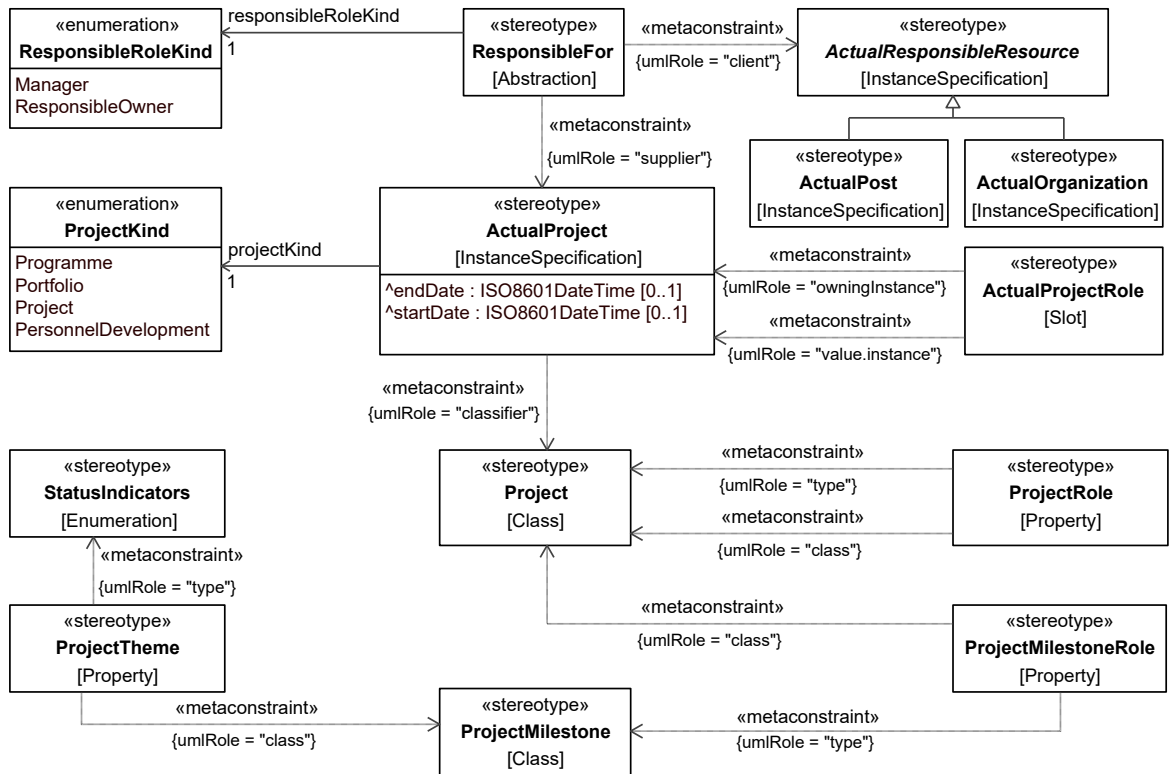 «enumeration»
ResponsibleRoleKind
Manager
ResponsibleOwner
responsibleRoleKind
1
«stereotype»
ResponsibleFor
[Abstraction]
«metaconstraint»
{umlRole = "client"}
«stereotype»
ActualResponsibleResource
[InstanceSpecification]
«metaconstraint»
{umlRole = "supplier"}
«stereotype»
ActualPost
[InstanceSpecification]
«stereotype»
ActualOrganization
[InstanceSpecification]
«enumeration»
ProjectKind
Programme
Portfolio
Project
PersonnelDevelopment
projectKind
1
«stereotype»
ActualProject
[InstanceSpecification]
^endDate : ISO8601DateTime [0..1]
^startDate : ISO8601DateTime [0..1]
«metaconstraint»
{umlRole = "owningInstance"}
«metaconstraint»
{umlRole = "value.instance"}
«stereotype»
ActualProjectRole
[Slot]
«metaconstraint»
{umlRole = "classifier"}
«stereotype»
StatusIndicators
[Enumeration]
«stereotype»
Project
[Class]
«metaconstraint»
{umlRole = "type"}
«metaconstraint»
{umlRole = "class"}
«stereotype»
ProjectRole
[Property]
«metaconstraint»
{umlRole = "type"}
«stereotype»
ProjectTheme
[Property]
«metaconstraint»
{umlRole = "class"}
«stereotype»
ProjectMilestoneRole
[Property]
«metaconstraint»
{umlRole = "class"}
«stereotype»
ProjectMilestone
[Class]
«metaconstraint»
{umlRole = "type"}